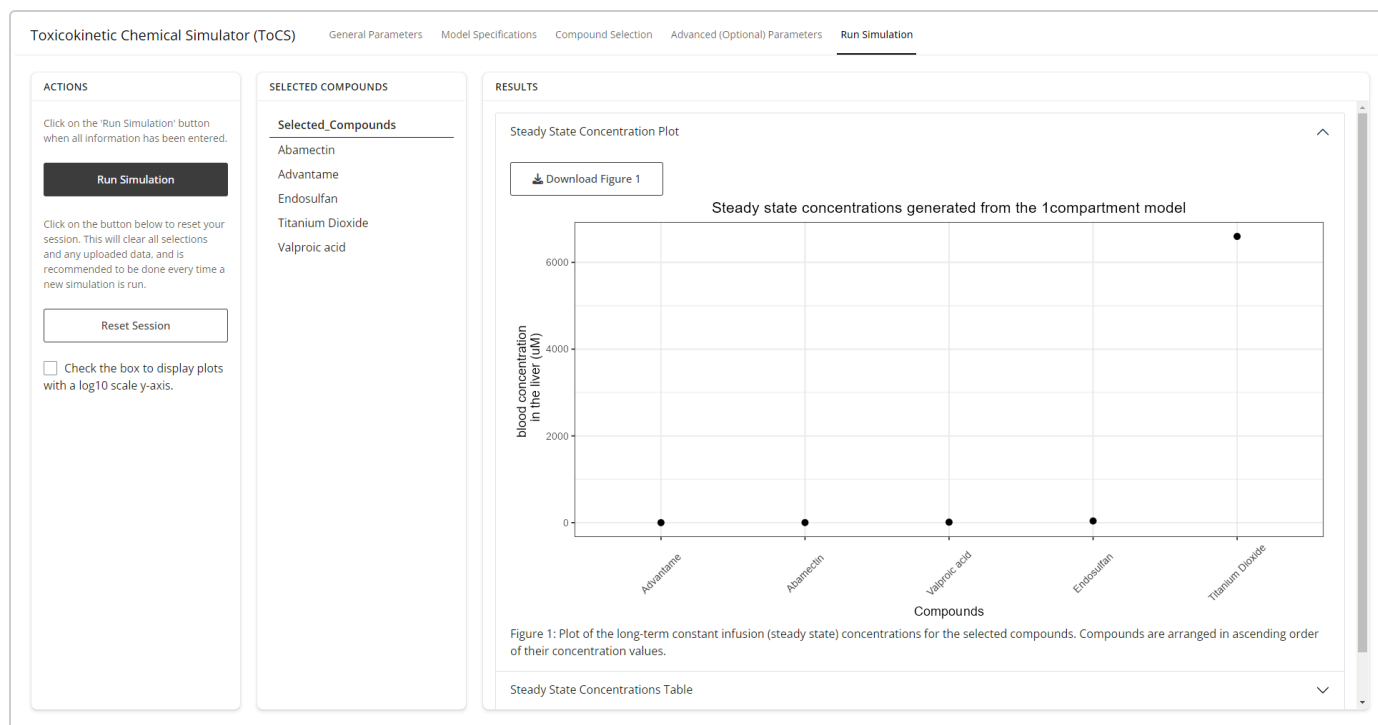 Toxicokinetic Chemical Simulator (ToCS)
General Parameters
Model Specifications
Compound Selection
Advanced (Optional) Parameters
Run Simulation
ACTIONS
Click on the 'Run Simulation' button
when all information has been entered.
Run Simulation
Click on the button below to reset your
session. This will clear all selections
and any uploaded data, and is
recommended to be done every time a
new simulation is run.
Reset Session
Check the box to display plots
with a log10 scale y-axis.
SELECTED COMPOUNDS
Selected_Compounds
Abamectin
Advantame
Endosulfan
Titanium Dioxide
Valproic acid
RESULTS
Steady State Concentration Plot
Download Figure 1
Steady state concentrations generated from the 1compartment model
blood concentration
in the liver (uM)
6000
4000
2000
0
Advantame
Abamectin
Valproic acid
Endosulfan
Titanium Dioxide
Compounds
Figure 1: Plot of the long-term constant infusion (steady state) concentrations for the selected compounds. Compounds are arranged in ascending order
of their concentration values.
Steady State Concentrations Table